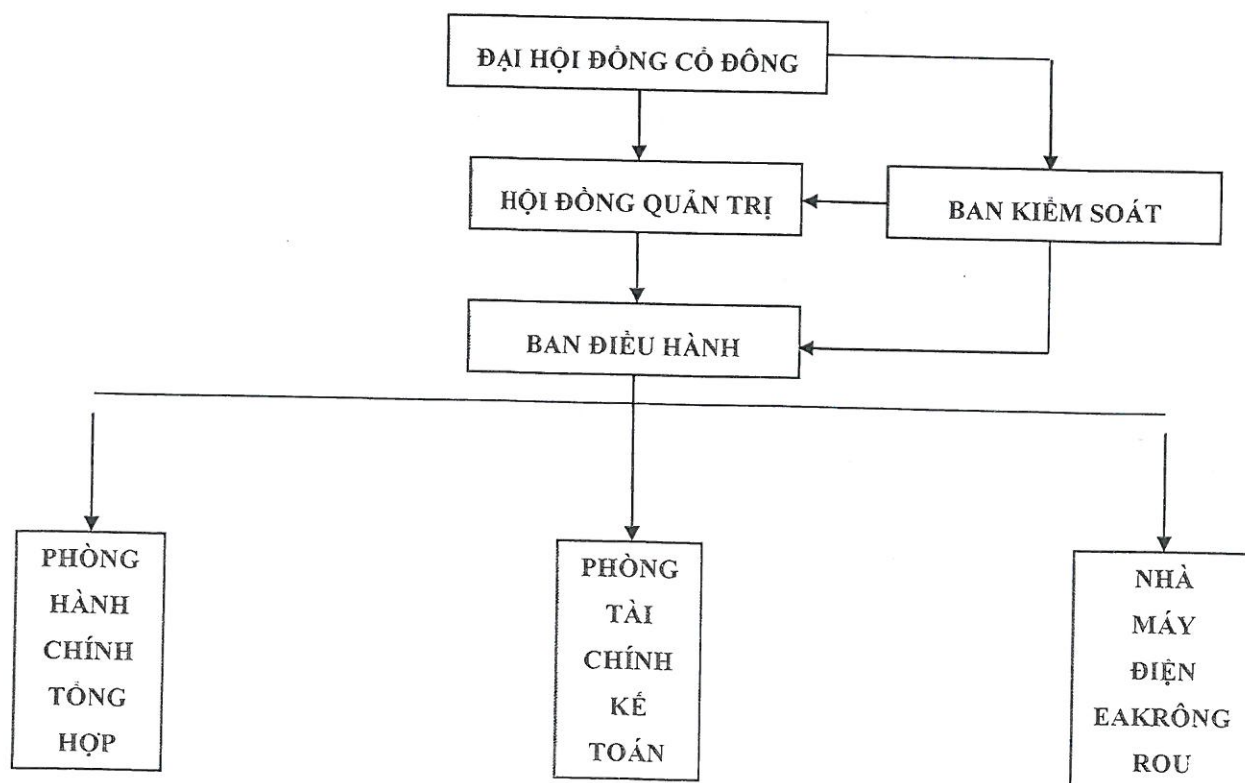 ĐẠI HỘI ĐỒNG CỔ ĐÔNG
HỘI ĐỒNG QUẢN TRỊ
BAN KIỂM SOÁT
BAN ĐIỀU HÀNH
PHÒNG
HÀNH
CHÍNH
TỔNG
HỢP
PHÒNG
TÀI
CHÍNH
KẾ
TOÁN
NHÀ
MÁY
ĐIỆN
EAKRÔNG
ROU